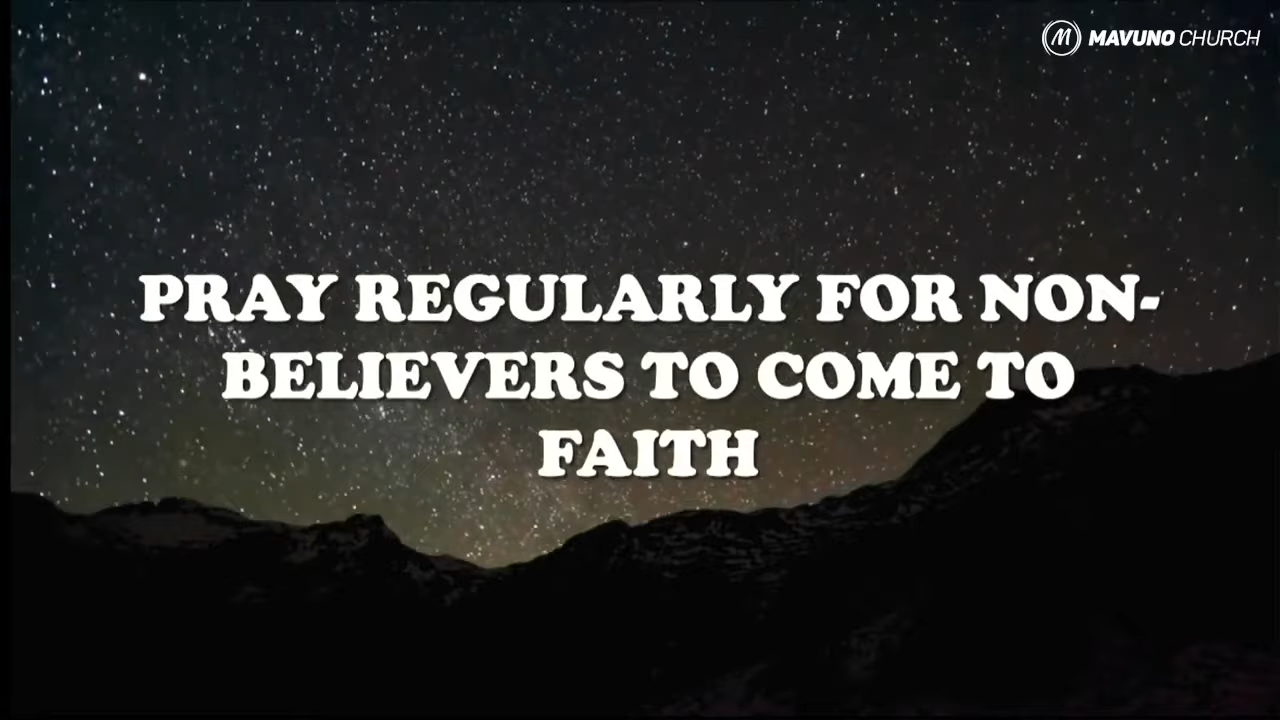 MAVUNO CHURCH
PRAY REGULARLY FOR NON-
BELIEVERS TO COME TO
FAITH